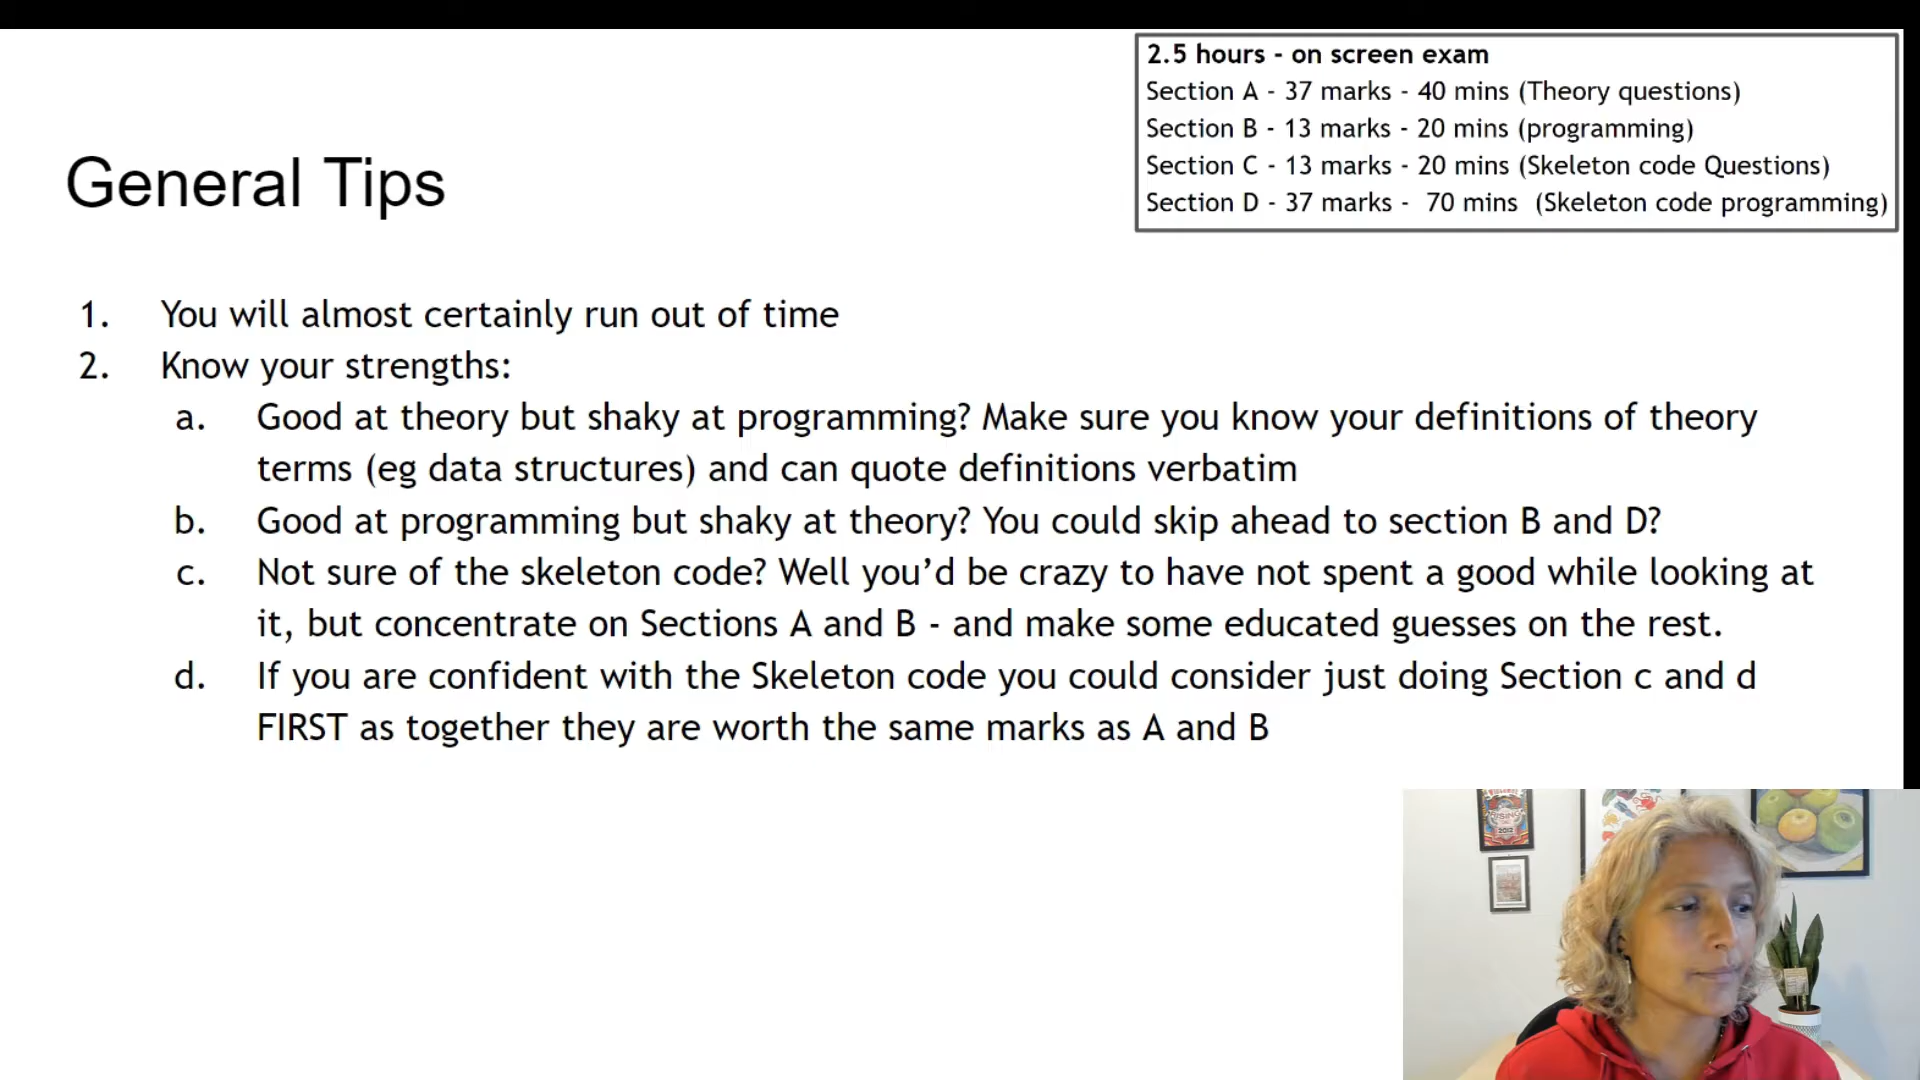 2.5 hours - on screen exam
Section A - 37 marks - 40 mins (Theory questions)
Section B - 13 marks - 20 mins (programming)
Section C - 13 marks - 20 mins (Skeleton code Questions)
Section D - 37 marks - 70 mins (Skeleton code programming)
General Tips
1. You will almost certainly run out of time
2. Know your strengths:
a. Good at theory but shaky at programming? Make sure you know your definitions of theory
terms (eg data structures) and can quote definitions verbatim
b. Good at programming but shaky at theory? You could skip ahead to section B and D?
c. Not sure of the skeleton code? Well you’d be crazy to have not spent a good while looking at
it, but concentrate on Sections A and B - and make some educated guesses on the rest.
d. If you are confident with the Skeleton code you could consider just doing Section c and d
FIRST as together they are worth the same marks as A and B
RISING
2012